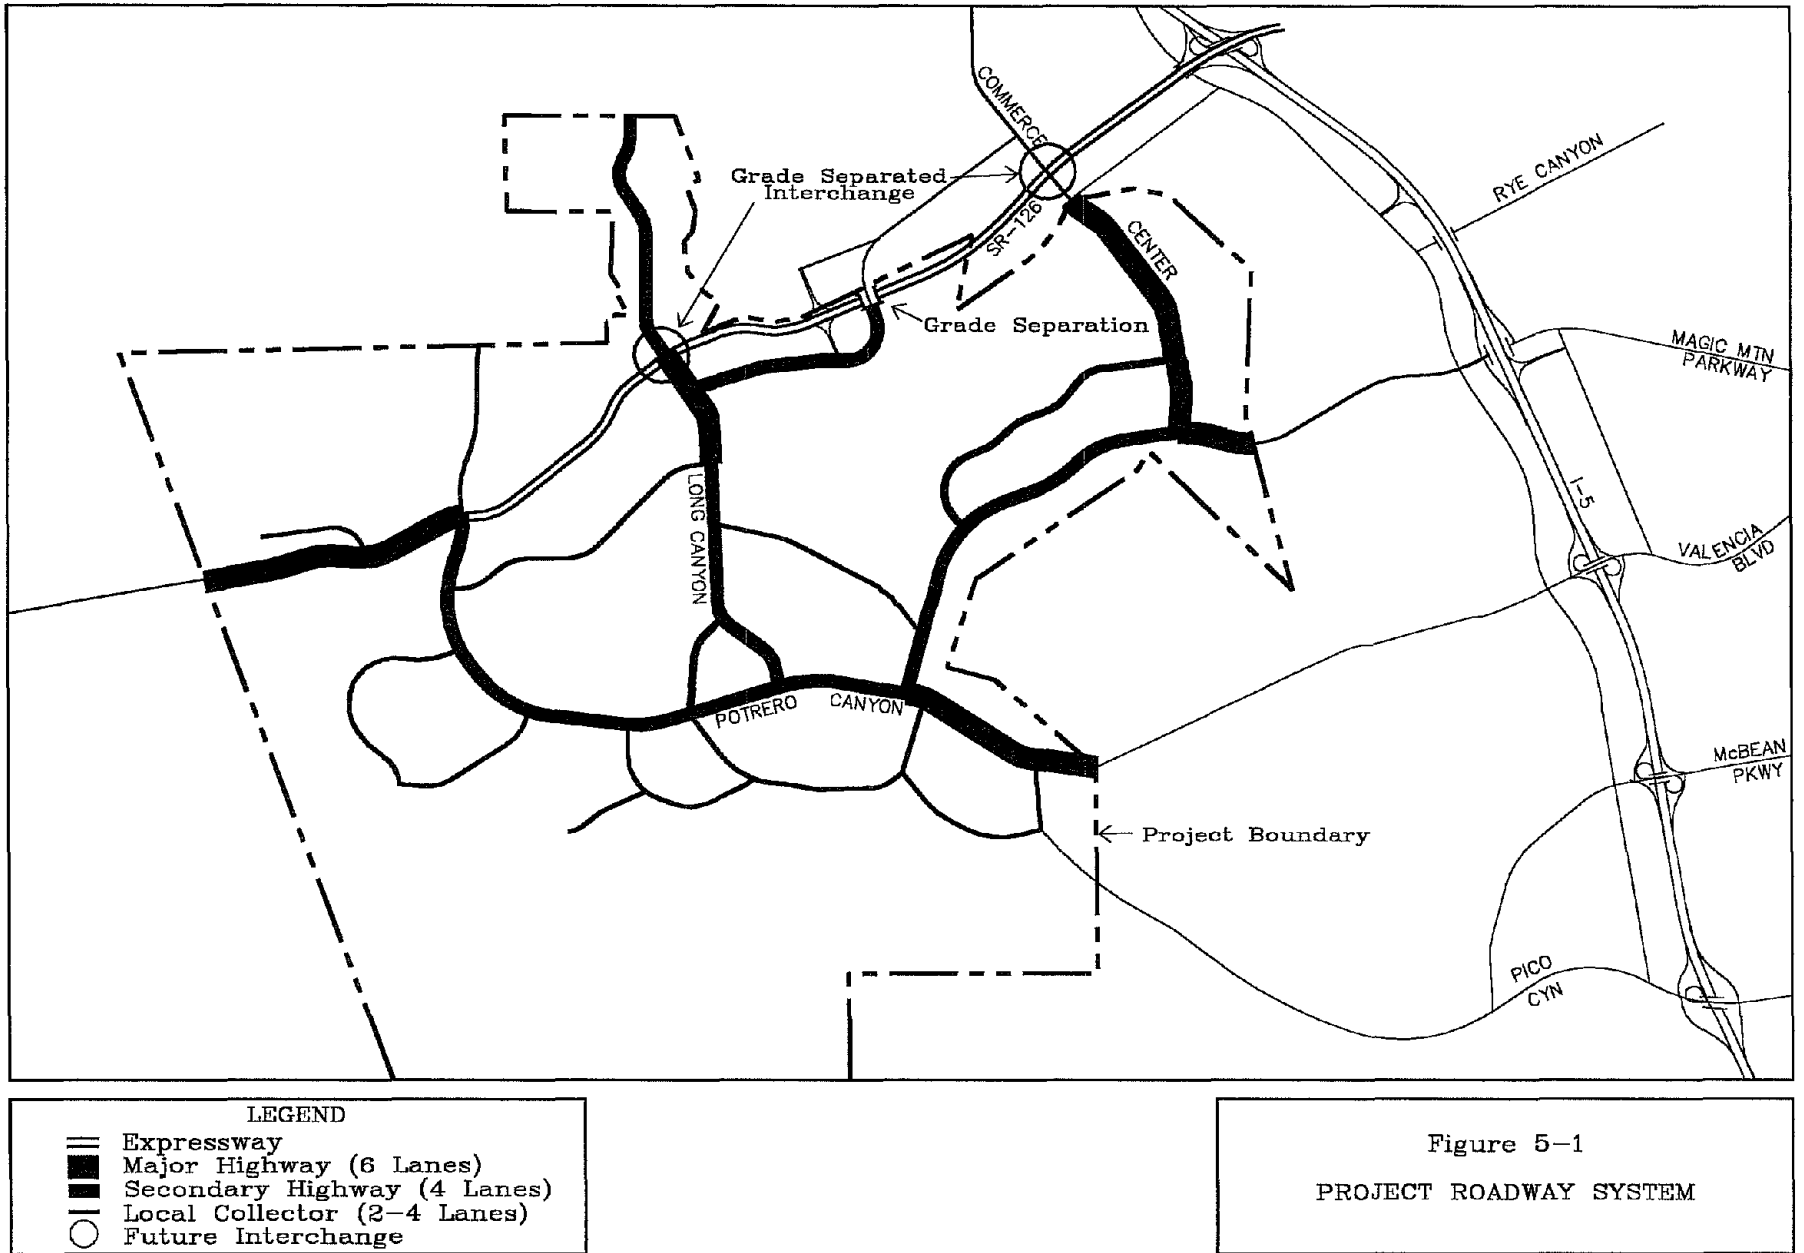 COMMERCE
CENTER
Grade Separated
Interchange
SR-126
RYE CANYON
Grade Separation
MAGIC MTN
PARKWAY
I-5
LONG CANYON
VALENCIA
BLVD
POTRERO CANYON
McBEAN
PKWY
Project Boundary
PICO
CYN
LEGEND
Expressway
Major Highway (6 Lanes)
Secondary Highway (4 Lanes)
Local Collector (2-4 Lanes)
Future Interchange
Figure 5-1
PROJECT ROADWAY SYSTEM